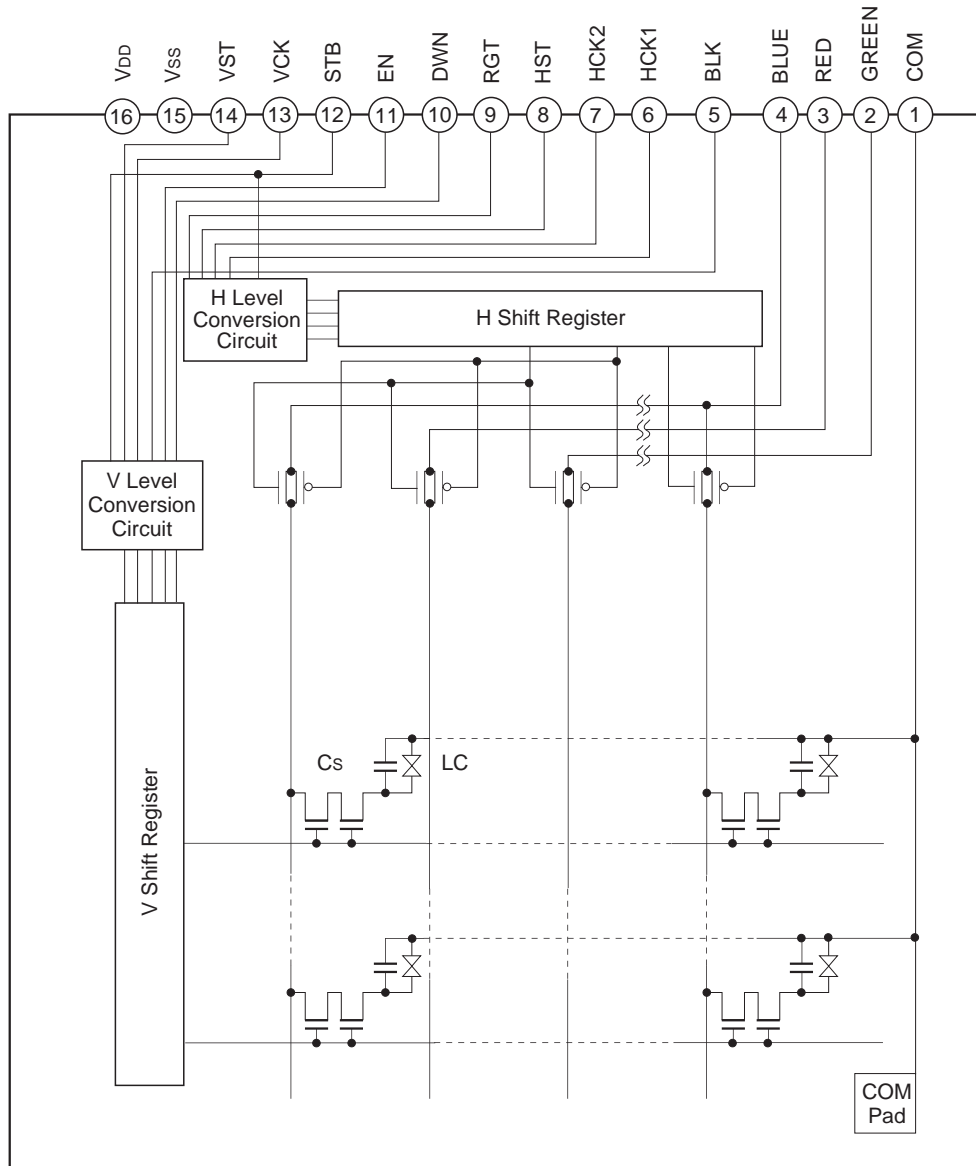 VDD
VSS
VST
VCK
STB
EN
DWN
RGT
HST
HCK2
HCK1
BLK
BLUE
RED
GREEN
COM
16
15
14
13
12
11
10
9
8
7
6
5
4
3
2
1
H Level
Conversion
Circuit
H Shift Register
V Level
Conversion
Circuit
V Shift Register
Cs
LC
COM
Pad